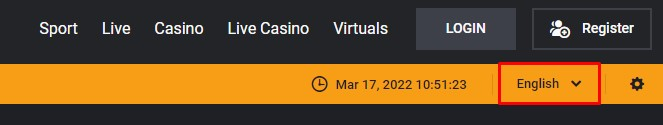 Sport Live Casino Live Casino Virtuals LOGIN Register
Mar 17, 2022 10:51:23 English